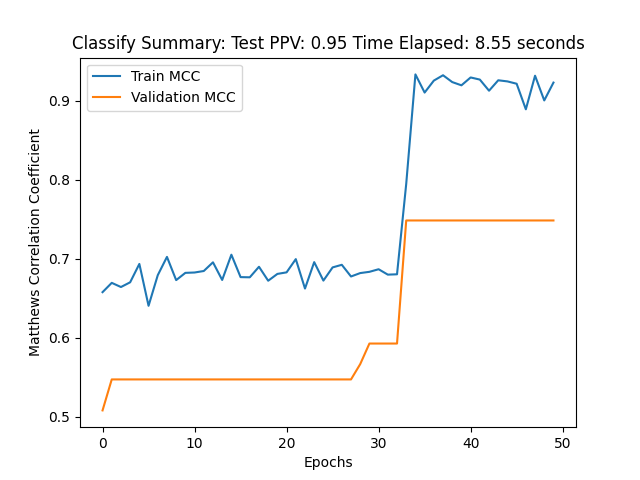 Classify Summary: Test PPV: 0.95 Time Elapsed: 8.55 seconds
Train MCC
Validation MCC
Matthews Correlation Coefficient
0.9
0.8
0.7
0.6
0.5
0 10 20 30 40 50
Epochs